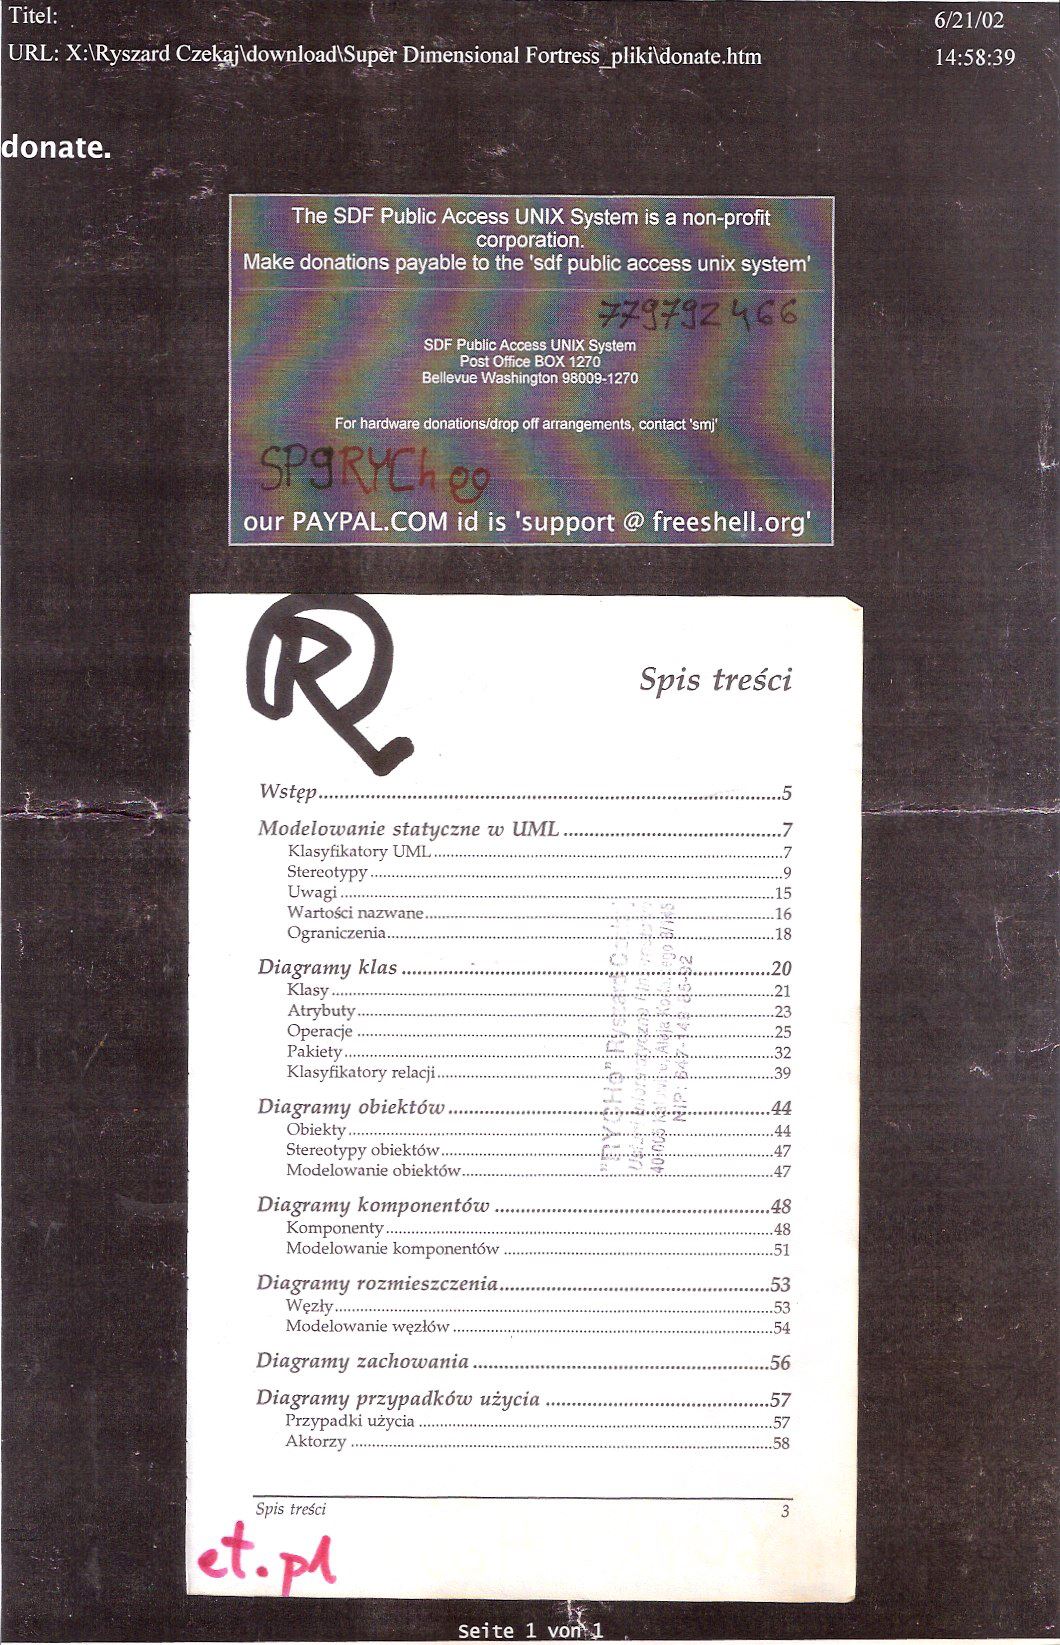 Titel:
6/21/02
URL: X:\Ryszard Czekaj\download\Super Dimensional Fortress_pliki\donate.htm
14:58:39
donate.
The SDF Public Access UNIX System is a non-profit
corporation.
Make donations payable to the 'sdf public access unix system'
779792466
SDF Public Access UNIX System
Post Office BOX 1270
Bellevue Washington 98009-1270
For hardware donations/drop off arrangements, contact 'smj'
SP9RYCh
our PAYPAL.COM id is 'support @ freeshell.org'
R
Spis treści
Wstęp....................5
Modelowanie statyczne w UML....................7
Klasyfikatory UML....................7
Stereotypy....................9
Uwagi....................15
Wartości nazwane....................16
Ograniczenia....................18
Diagramy klas....................20
Klasy....................21
Atrybuty....................23
Operacje....................25
Pakiety....................32
Klasyfikatory relacji....................39
Diagramy obiektów....................44
Obiekty....................44
Stereotypy obiektów....................47
Modelowanie obiektów....................47
Diagramy komponentów....................48
Komponenty....................48
Modelowanie komponentów....................51
Diagramy rozmieszczenia....................53
Węzły....................53
Modelowanie węzłów....................54
Diagramy zachowania....................56
Diagramy przypadków użycia....................57
Przypadki użycia....................57
Aktorzy....................58
Spis treści 3
et.pl
Seite 1 von 1